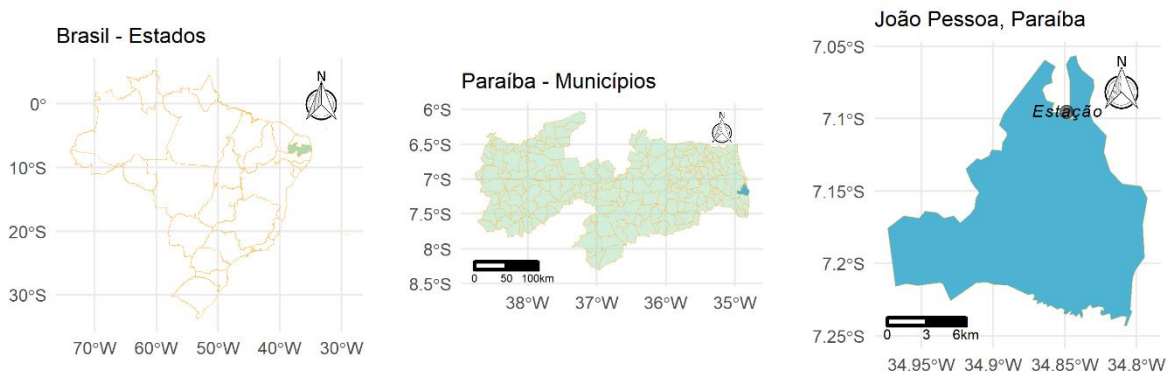 Brasil - Estados
N
0°
10°S
20°S
30°S
70°W 60°W 50°W 40°W 30°W
Paraíba - Municípios
N
6°S
6.5°S
7°S
7.5°S
8°S
8.5°S
0 50 100km
38°W 37°W 36°W 35°W
João Pessoa, Paraíba
N
7.05°S
Estação
7.1°S
7.15°S
7.2°S
7.25°S
0 3 6km
34.95°W 34.9°W 34.85°W 34.8°W